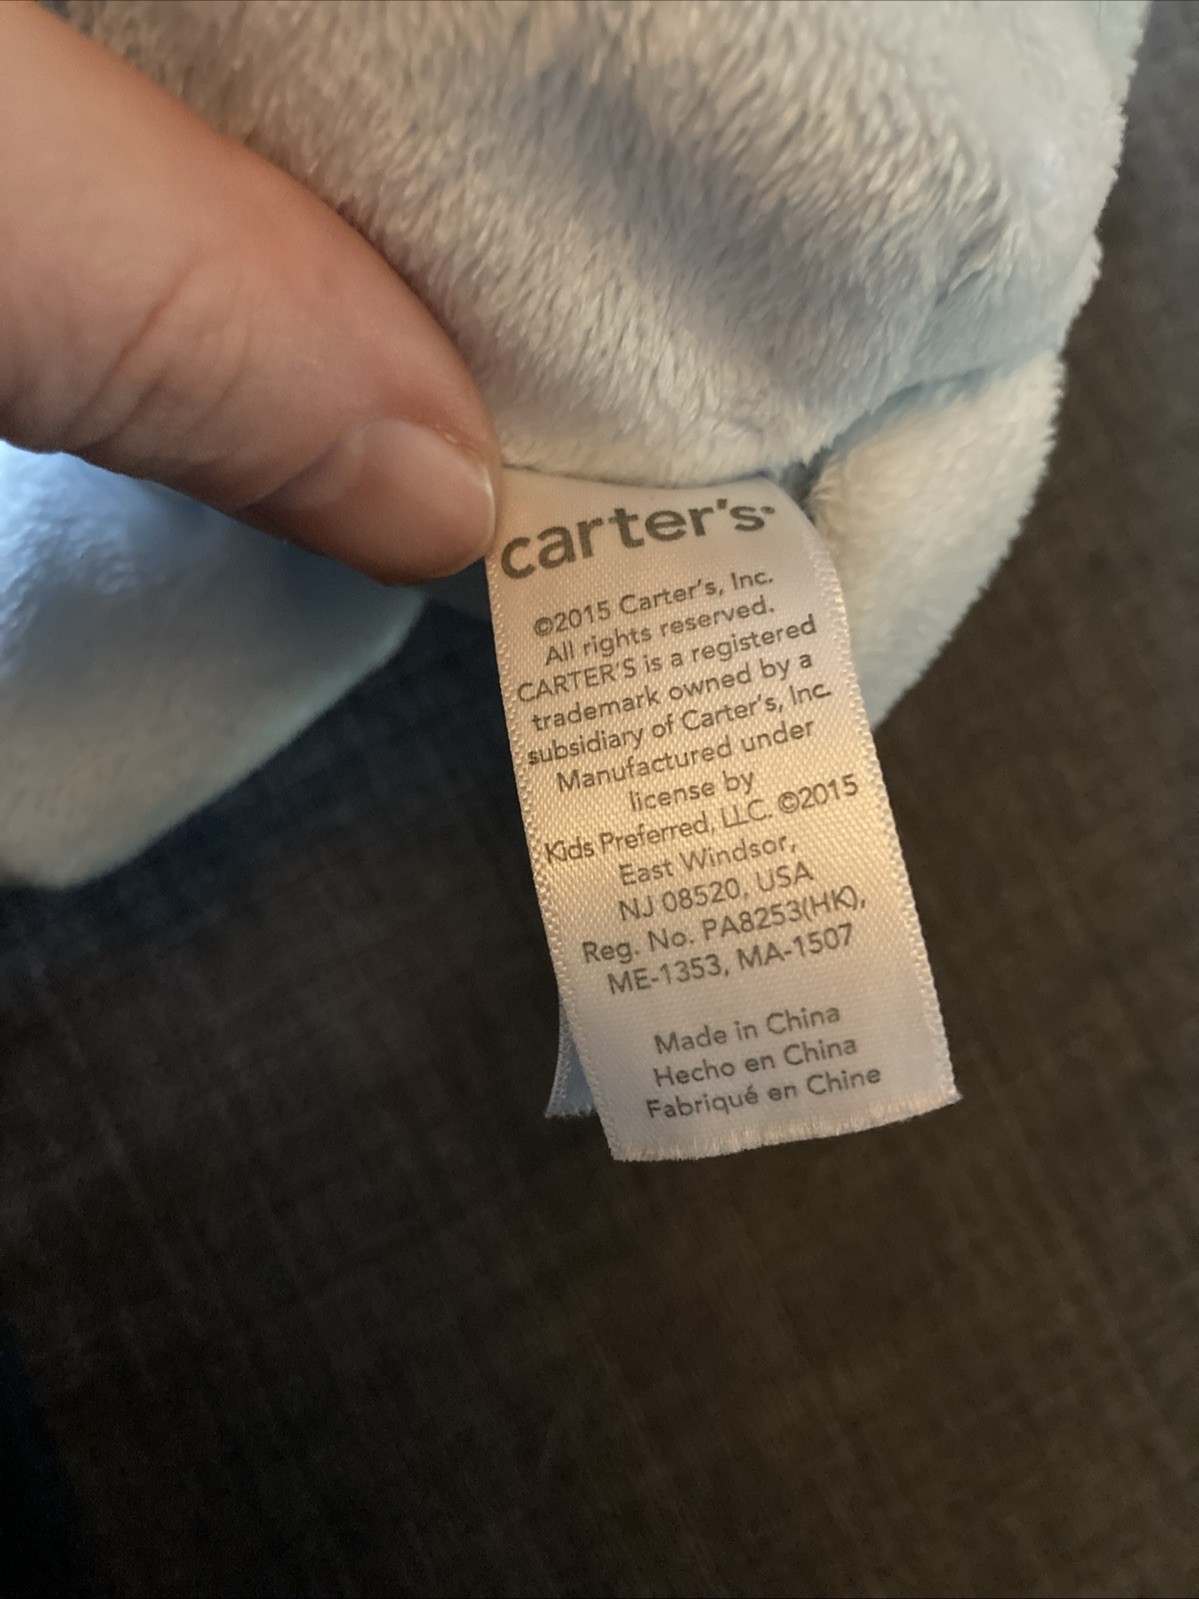 carter's
©2015 Carter's, Inc.
All rights reserved.
CARTER'S is a registered
trademark owned by a
subsidiary of Carter's, Inc.
Manufactured under
license by
Kids Preferred, LLC. ©2015
East Windsor,
NJ 08520, USA
Reg. No. PA8253(HK),
ME-1353, MA-1507
Made in China
Hecho en China
Fabriqué en Chine